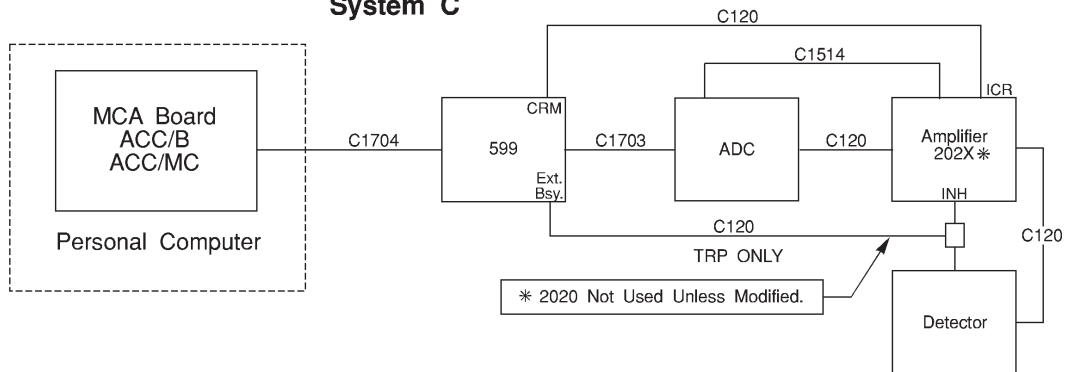 System C
C120
C1514
ICR
MCA Board
ACC/B
ACC/MC
Personal Computer
C1704
CRM
599
Ext.
Bsy.
C1703
ADC
C120
Amplifier
202X✳
INH
C120
TRP ONLY
C120
✳ 2020 Not Used Unless Modified.
Detector